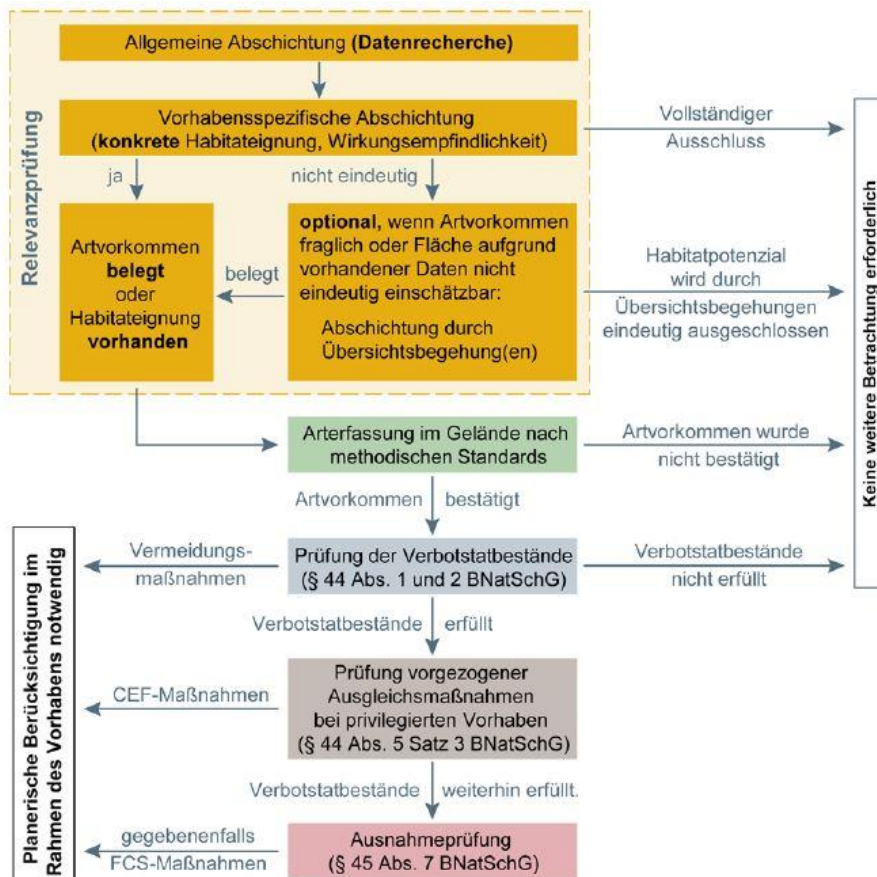 Allgemeine Abschichtung (Datenrecherche)
Relevanzprüfung
Vorhabensspezifische Abschichtung
(konkrete Habitateignung, Wirkungsempfindlichkeit)
Vollständiger
Ausschluss
ja
nicht eindeutig
Artvorkommen
belegt
oder
Habitateignung
vorhanden
belegt
optional, wenn Artvorkommen
fraglich oder Fläche aufgrund
vorhandener Daten nicht
eindeutig einschätzbar:
Abschichtung durch
Übersichtsbegehung(en)
Habitatpotenzial
wird durch
Übersichtsbegehungen
eindeutig ausgeschlossen
Keine weitere Betrachtung erforderlich
Arterfassung im Gelände nach
methodischen Standards
Artvorkommen wurde
nicht bestätigt
Artvorkommen bestätigt
Planerische Berücksichtigung im
Rahmen des Vorhabens notwendig
Vermeidungs-
maßnahmen
Prüfung der Verbotstatbestände
(§ 44 Abs. 1 und 2 BNatSchG)
Verbotstatbestände
nicht erfüllt
Verbotstatbestände erfüllt
CEF-Maßnahmen
Prüfung vorgezogener
Ausgleichsmaßnahmen
bei privilegierten Vorhaben
(§ 44 Abs. 5 Satz 3 BNatSchG)
Verbotstatbestände weiterhin erfüllt.
gegebenenfalls
FCS-Maßnahmen
Ausnahmeprüfung
(§ 45 Abs. 7 BNatSchG)